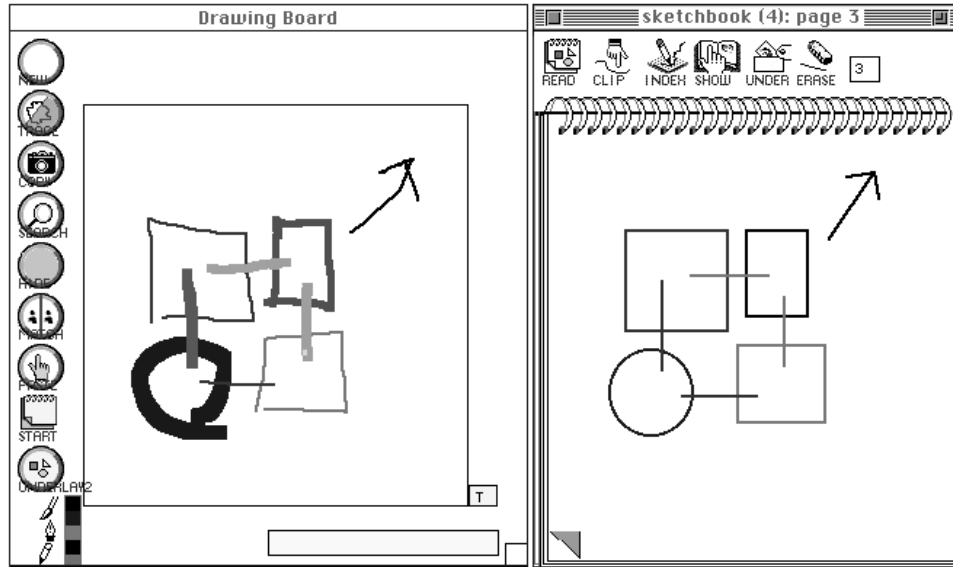 Drawing Board
NEW
TRACE
COPY
SEARCH
HIDE
MATCH
PASTE
START
UNDERLAY2
T
sketchbook (4): page 3
READ CLIP INDEX SHOW UNDER ERASE
3